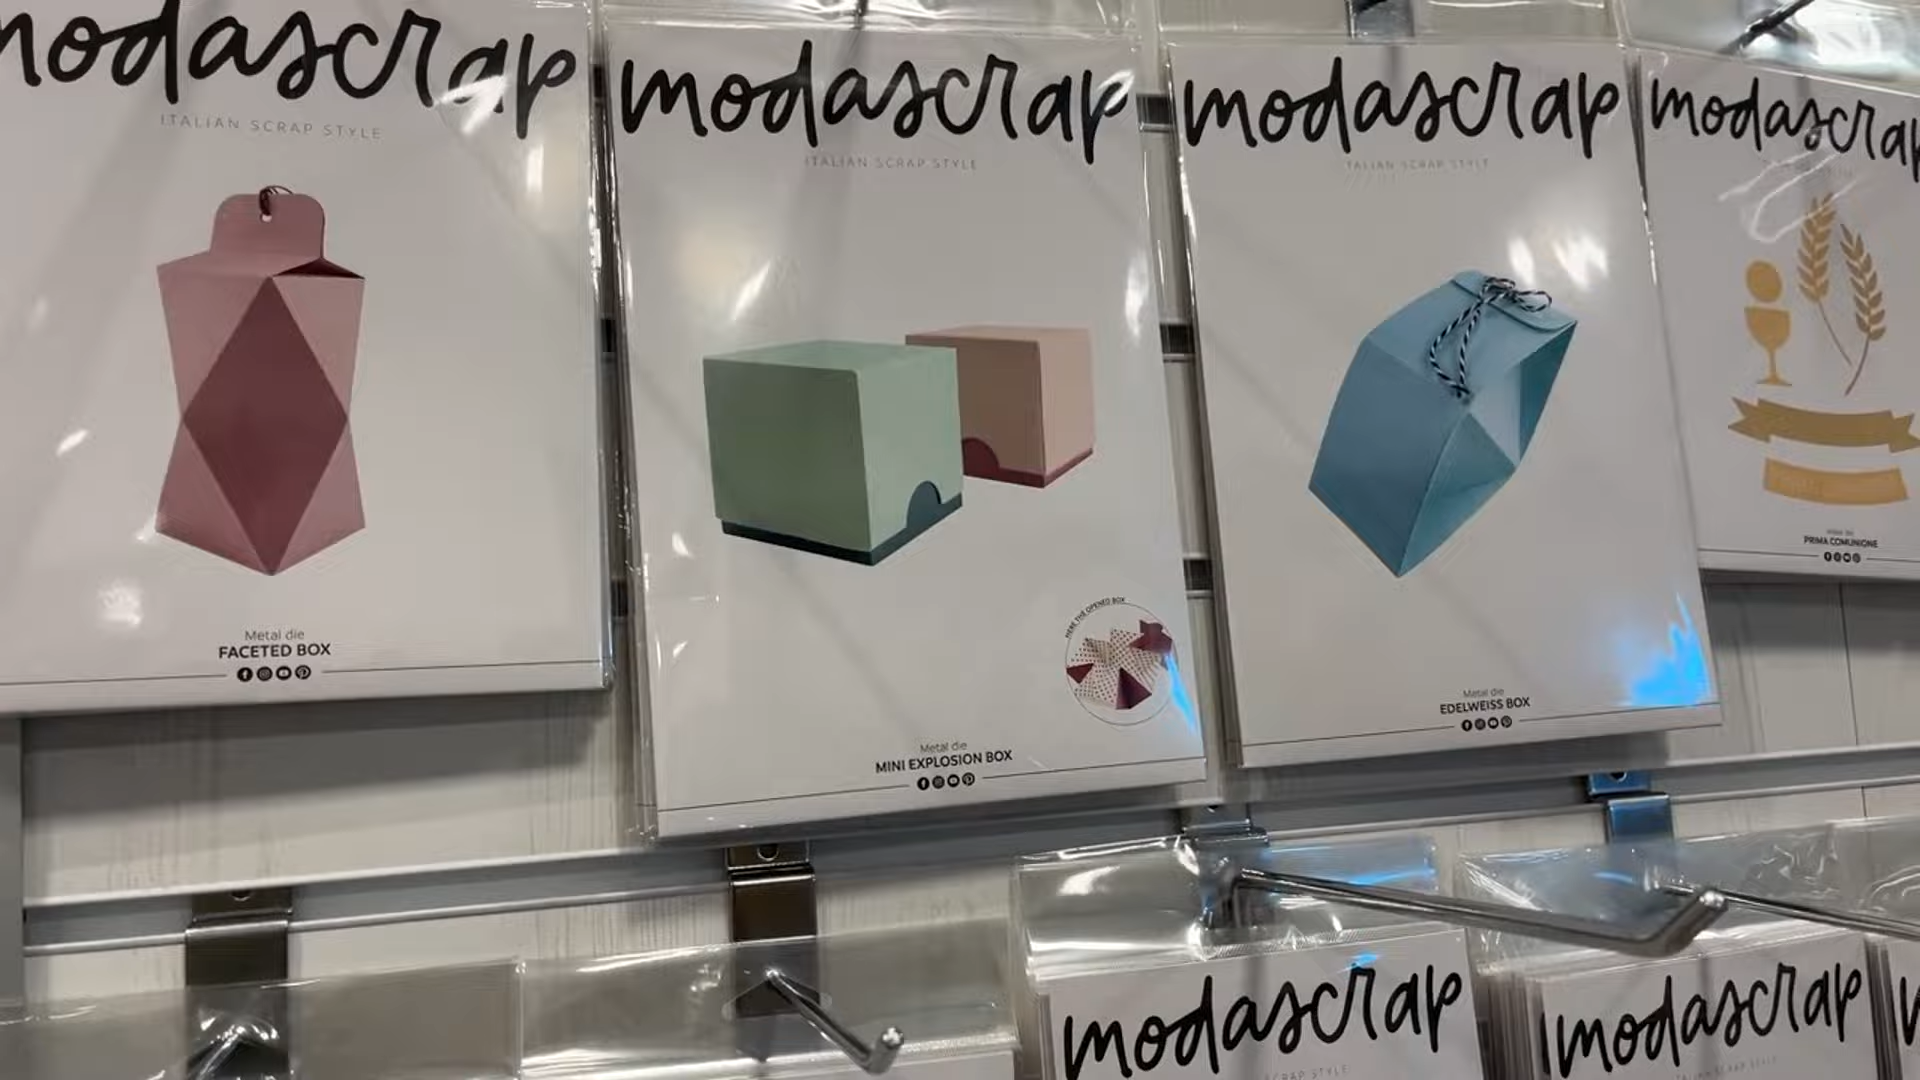 modascrap
ITALIAN SCRAP STYLE
Metal die
FACETED BOX
modascrap
ITALIAN SCRAP STYLE
HERE THE OPENED BOX
Metal die
MINI EXPLOSION BOX
modascrap
ITALIAN SCRAP STYLE
Metal die
EDELWEISS BOX
modascrap
PRIMA COMUNIONE
modascrap
SCRAP STYLE
modascrap